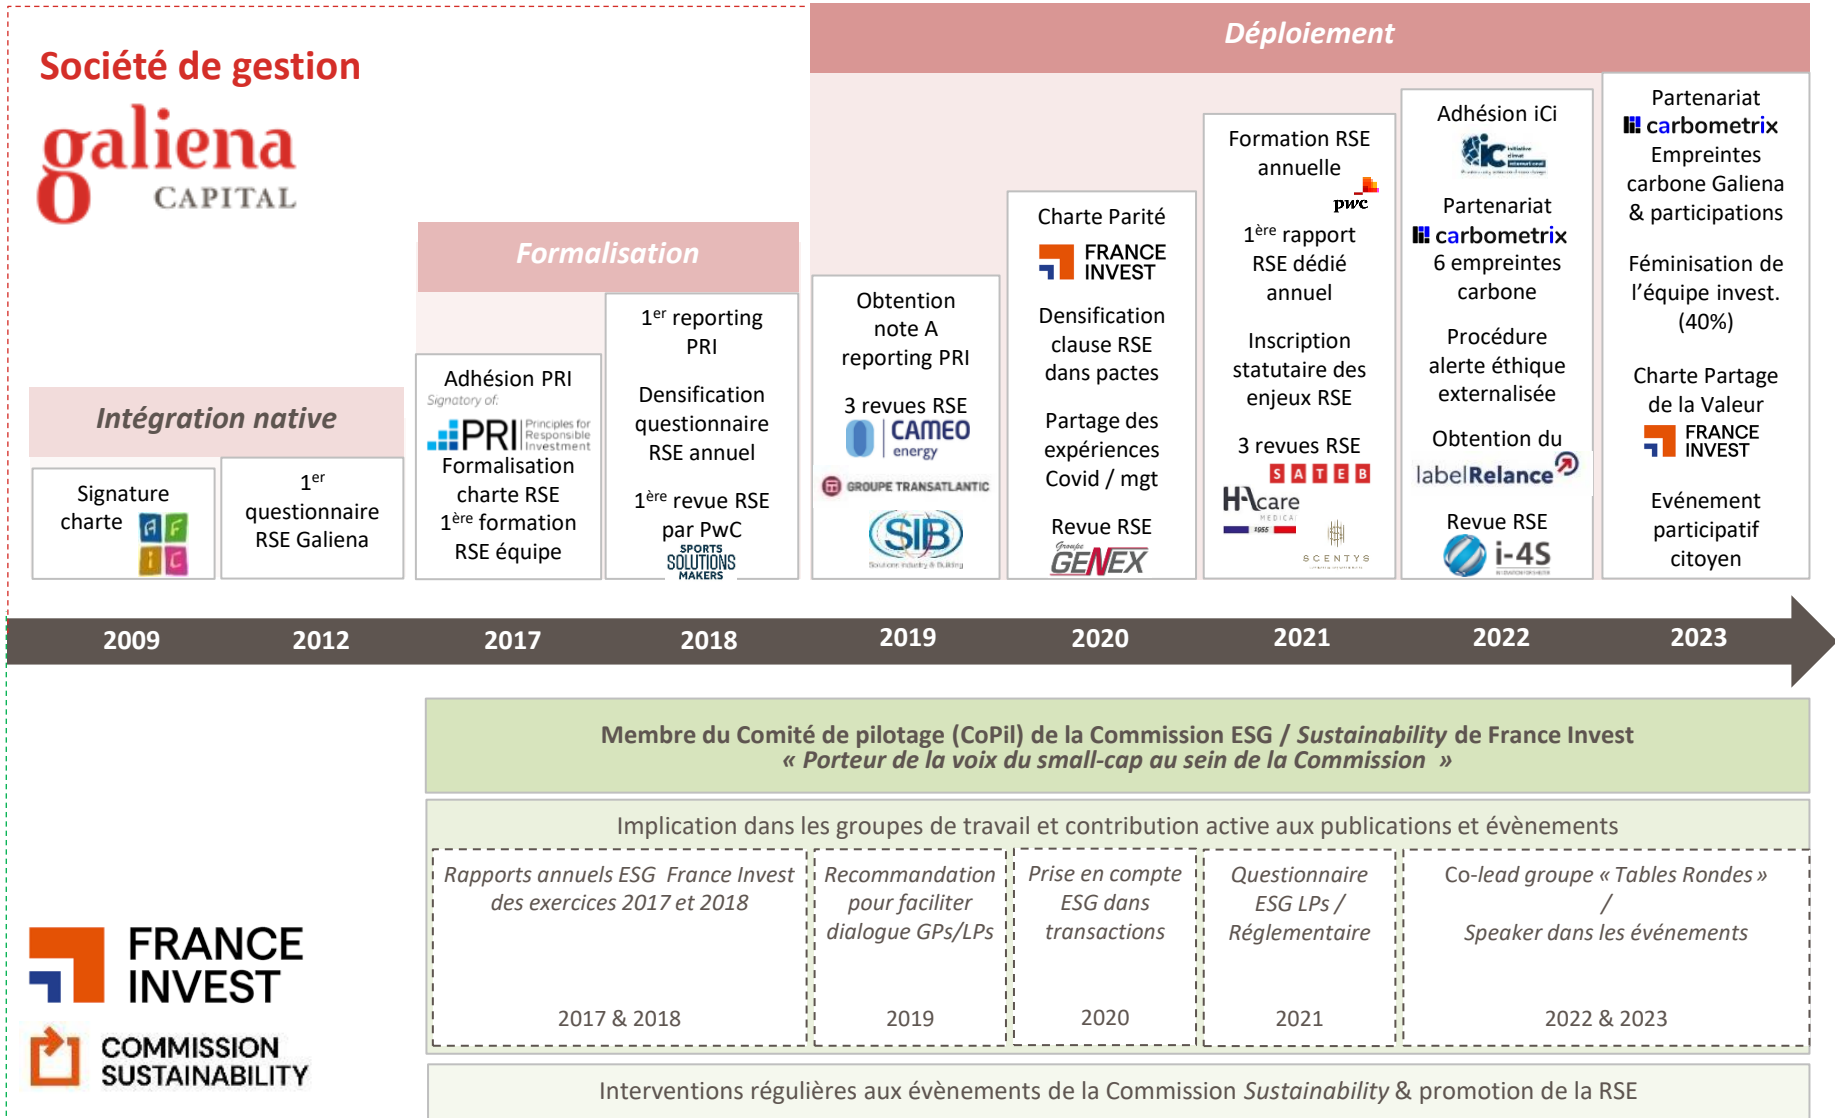 Société de gestion
galiena
CAPITAL
Déploiement
Formalisation
Intégration native
Signature
charte
AFIC
1er
questionnaire
RSE Galiena
Adhésion PRI
Signatory of:
PRI Principles for
Responsible
Investment
Formalisation
charte RSE
1ère formation
RSE équipe
1er reporting
PRI
Densification
questionnaire
RSE annuel
1ère revue RSE
par PwC
SPORTS
SOLUTIONS
MAKERS
Obtention
note A
reporting PRI
3 revues RSE
CAMEO
energy
GROUPE TRANSATLANTIC
SIB
Solutions Industry & Building
Charte Parité
FRANCE
INVEST
Densification
clause RSE
dans pactes
Partage des
expériences
Covid / mgt
Revue RSE
Groupe
GENEX
Formation RSE
annuelle
pwc
1ère rapport
RSE dédié
annuel
Inscription
statutaire des
enjeux RSE
3 revues RSE
SATEB
care
MEDICAL
1955
SCENTYS
Adhésion iCi
iC initiative
climat
international
Partenariat
carbometrix
6 empreintes
carbone
Procédure
alerte éthique
externalisée
Obtention du
labelRelance
Revue RSE
i-4S
Partenariat
carbometrix
Empreintes
carbone Galiena
& participations
Féminisation de
l’équipe invest.
(40%)
Charte Partage
de la Valeur
FRANCE
INVEST
Evénement
participatif
citoyen
2009 2012 2017 2018 2019 2020 2021 2022 2023
Membre du Comité de pilotage (CoPil) de la Commission ESG / Sustainability de France Invest
« Porteur de la voix du small-cap au sein de la Commission »
Implication dans les groupes de travail et contribution active aux publications et évènements
Rapports annuels ESG France Invest
des exercices 2017 et 2018
2017 & 2018
Recommandation
pour faciliter
dialogue GPs/LPs
2019
Prise en compte
ESG dans
transactions
2020
Questionnaire
ESG LPs /
Réglementaire
2021
Co-lead groupe « Tables Rondes »
/
Speaker dans les événements
2022 & 2023
FRANCE
INVEST
COMMISSION
SUSTAINABILITY
Interventions régulières aux évènements de la Commission Sustainability & promotion de la RSE